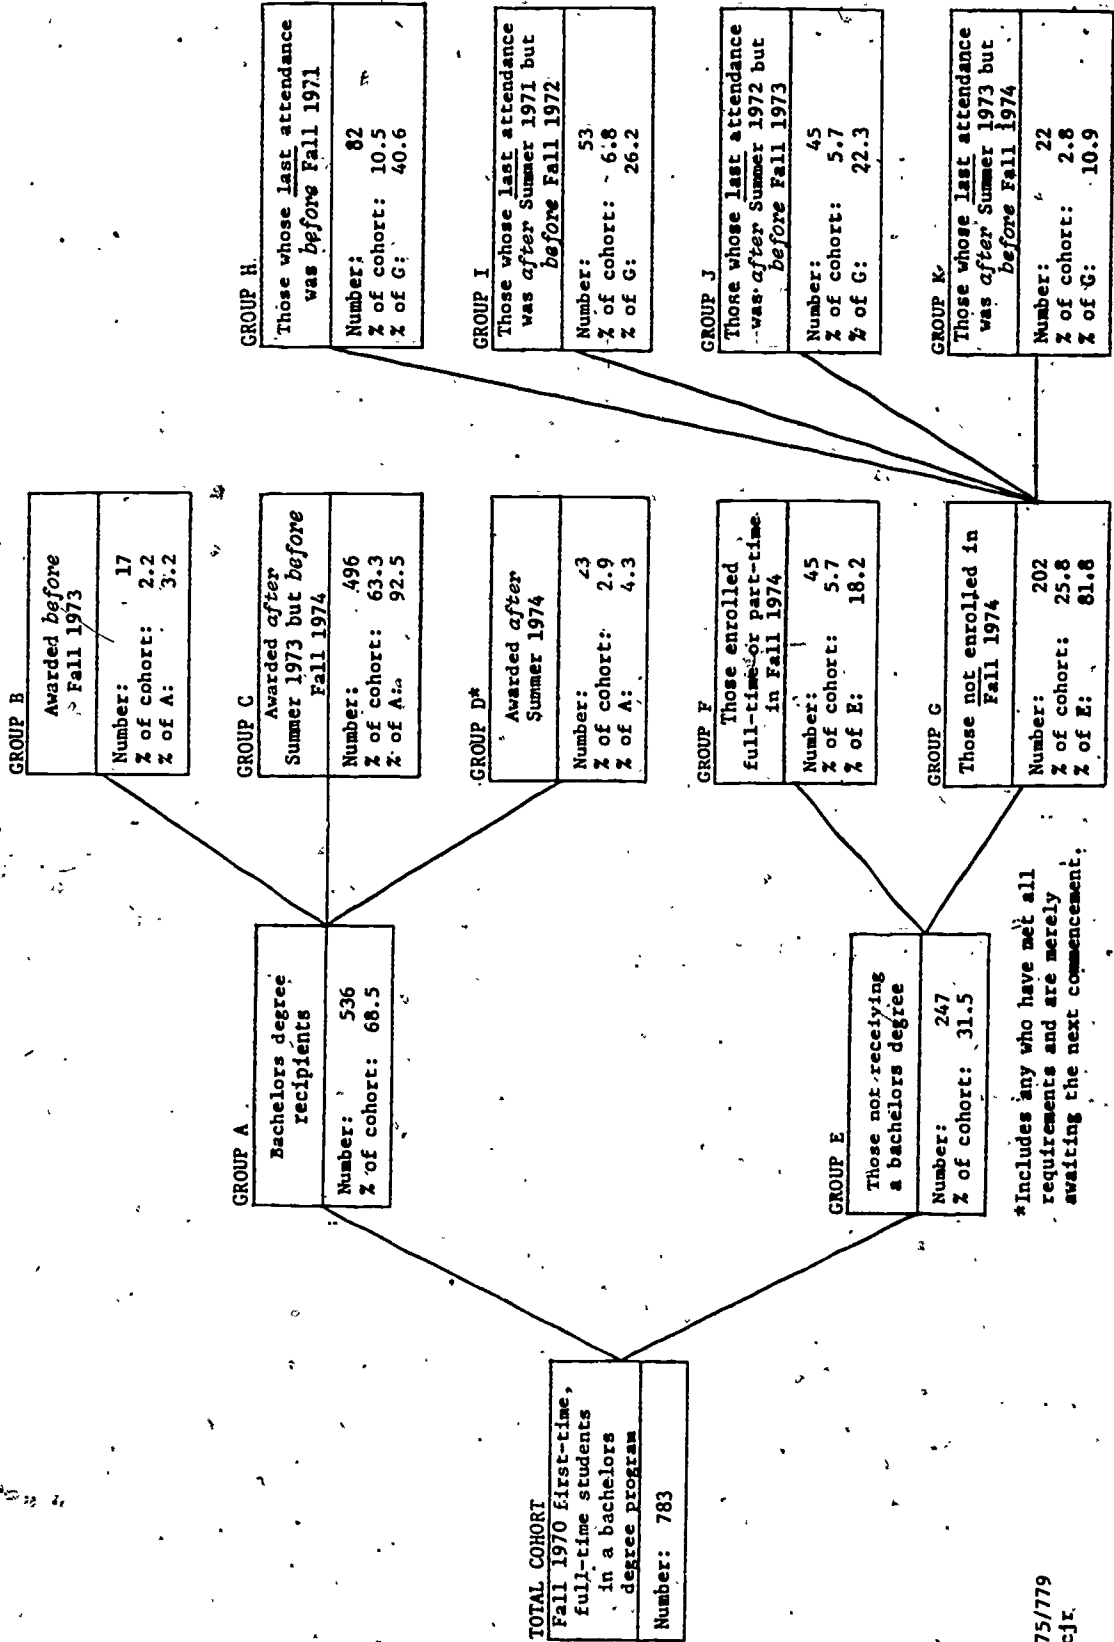 TOTAL COHORT
Fall 1970 first-time,
full-time students
in a bachelors
degree program
Number: 783
GROUP A
Bachelors degree
recipients
Number: 536
% of cohort: 68.5
GROUP E
Those not receiving
a bachelors degree
Number: 247
% of cohort: 31.5
*Includes any who have met all
requirements and are merely
awaiting the next commencement.
GROUP B
Awarded before
Fall 1973
Number: 17
% of cohort: 2.2
% of A: 3.2
GROUP C
Awarded after
Summer 1973 but before
Fall 1974
Number: 496
% of cohort: 63.3
% of A: 92.5
GROUP D*
Awarded after
Summer 1974
Number: 23
% of cohort: 2.9
% of A: 4.3
GROUP F
Those enrolled
full-time or part-time
in Fall 1974
Number: 45
% of cohort: 5.7
% of E: 18.2
GROUP G
Those not enrolled in
Fall 1974
Number: 202
% of cohort: 25.8
% of E: 81.8
GROUP H
Those whose last attendance
was before Fall 1971
Number: 82
% of cohort: 10.5
% of G: 40.6
GROUP I
Those whose last attendance
was after Summer 1971 but
before Fall 1972
Number: 53
% of cohort: 6.8
% of G: 26.2
GROUP J
Those whose last attendance
was after Summer 1972 but
before Fall 1973
Number: 45
% of cohort: 5.7
% of G: 22.3
GROUP K
Those whose last attendance
was after Summer 1973 but
before Fall 1974
Number: 22
% of cohort: 2.8
% of G: 10.9
75/779
cjr